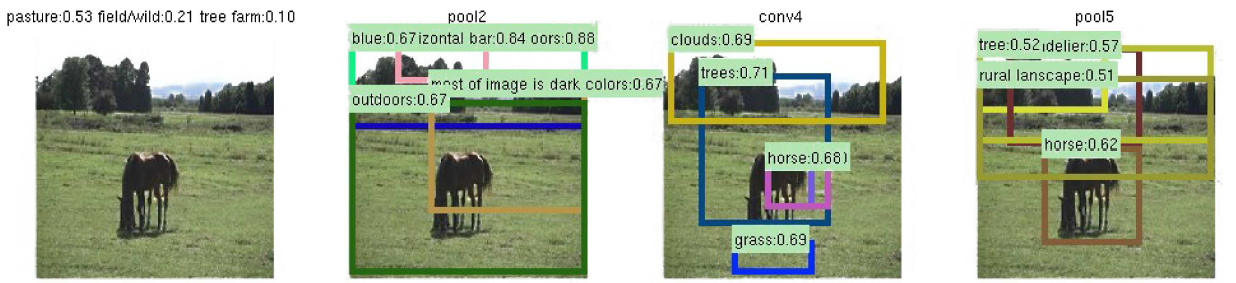 pasture:0.53 field/wild:0.21 tree farm:0.10
pool2
blue:0.67 izontal bar:0.84 oors:0.88
most of image is dark colors:0.67
outdoors:0.67
conv4
clouds:0.69
trees:0.71
horse:0.68)
grass:0.69
pool5
tree:0.52 idelier:0.57
rural lanscape:0.51
horse:0.62